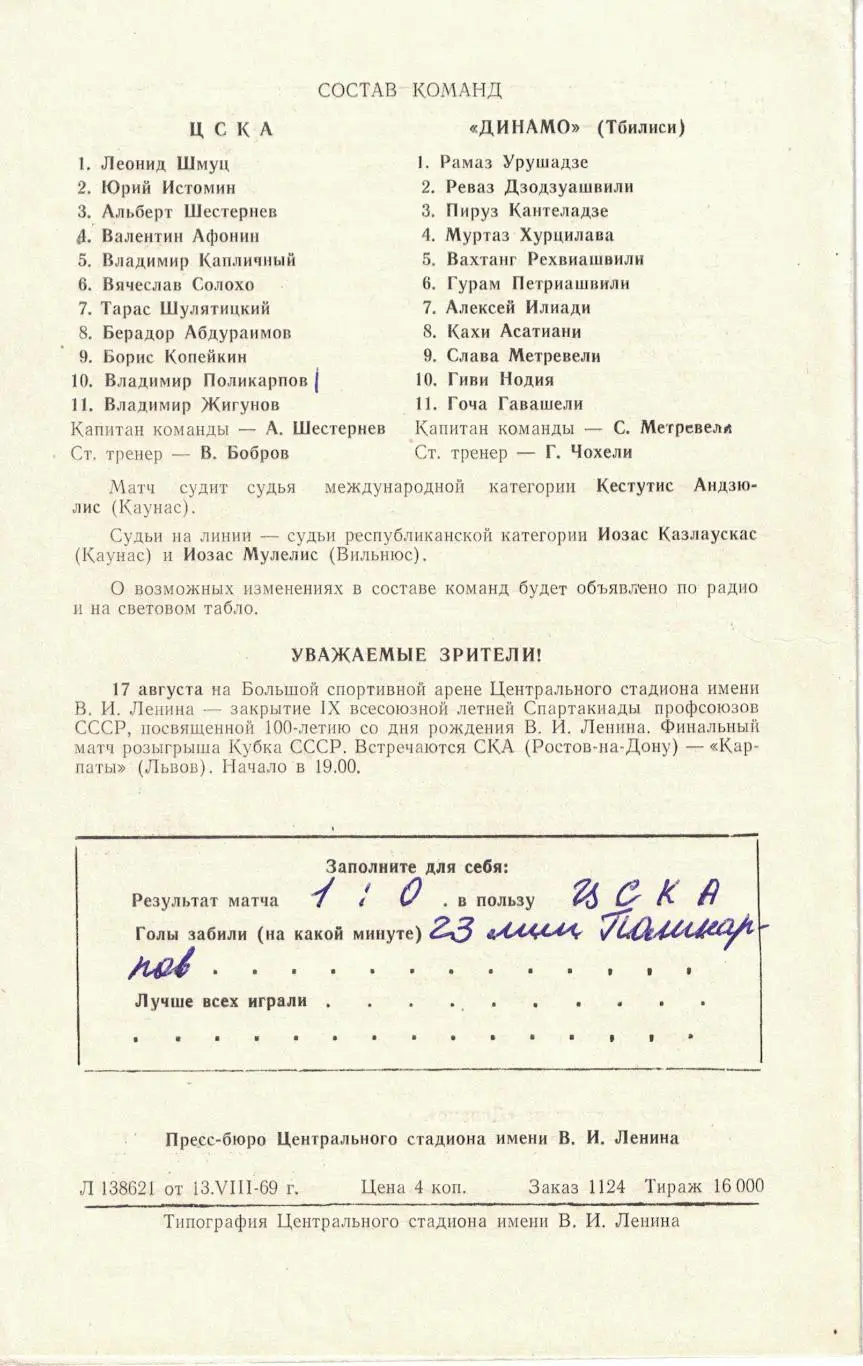 СОСТАВ КОМАНД
ЦСКА
1. Леонид Шмуц
2. Юрий Истомин
3. Альберт Шестернев
4. Валентин Афонин
5. Владимир Капличный
6. Вячеслав Солохо
7. Тарас Шулятицкий
8. Берадор Абдураимов
9. Борис Копейкин
10. Владимир Поликарпов
11. Владимир Жигунов
Капитан команды — А. Шестернев
Ст. тренер — В. Бобров
«ДИНАМО» (Тбилиси)
1. Рамаз Урушадзе
2. Реваз Дзодзуашвили
3. Пируз Кантеладзе
4. Муртаз Хурцилава
5. Вахтанг Рехвиашвили
6. Гурам Петриашвили
7. Алексей Илиади
8. Кахи Асатиани
9. Слава Метревели
10. Гиви Нодия
11. Гоча Гавашели
Капитан команды — С. Метревели
Ст. тренер — Г. Чохели
Матч судит судья международной категории Кестутис Андзю-
лис (Каунас).
Судьи на линии — судьи республиканской категории Иозас Казлаускас
(Каунас) и Иозас Мулелис (Вильнюс).
О возможных изменениях в составе команд будет объявлено по радио
и на световом табло.
УВАЖАЕМЫЕ ЗРИТЕЛИ!
17 августа на Большой спортивной арене Центрального стадиона имени
В. И. Ленина — закрытие IX всесоюзной летней Спартакиады профсоюзов
СССР, посвященной 100-летию со дня рождения В. И. Ленина. Финальный
матч розыгрыша Кубка СССР. Встречаются СКА (Ростов-на-Дону) — «Кар-
паты» (Львов). Начало в 19.00.
Заполните для себя:
Результат матча 1 : 0 . в пользу ЦСКА
Голы забили (на какой минуте) 23 мин Поликар-
пов . . . . . . . . . . . . .
Лучше всех играли . . . . . . . . . .
. . . . . . . . . . . . . . .
Пресс-бюро Центрального стадиона имени В. И. Ленина
Л 138621 от 13.VIII-69 г. Цена 4 коп. Заказ 1124 Тираж 16 000
Типография Центрального стадиона имени В. И. Ленина